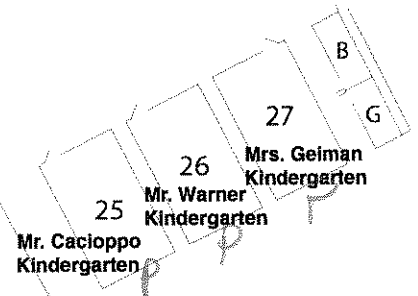 B
G
27
Mrs. Geiman
Kindergarten
P
26
Mr. Warner
Kindergarten
P
25
Mr. Cacioppo
Kindergarten
P